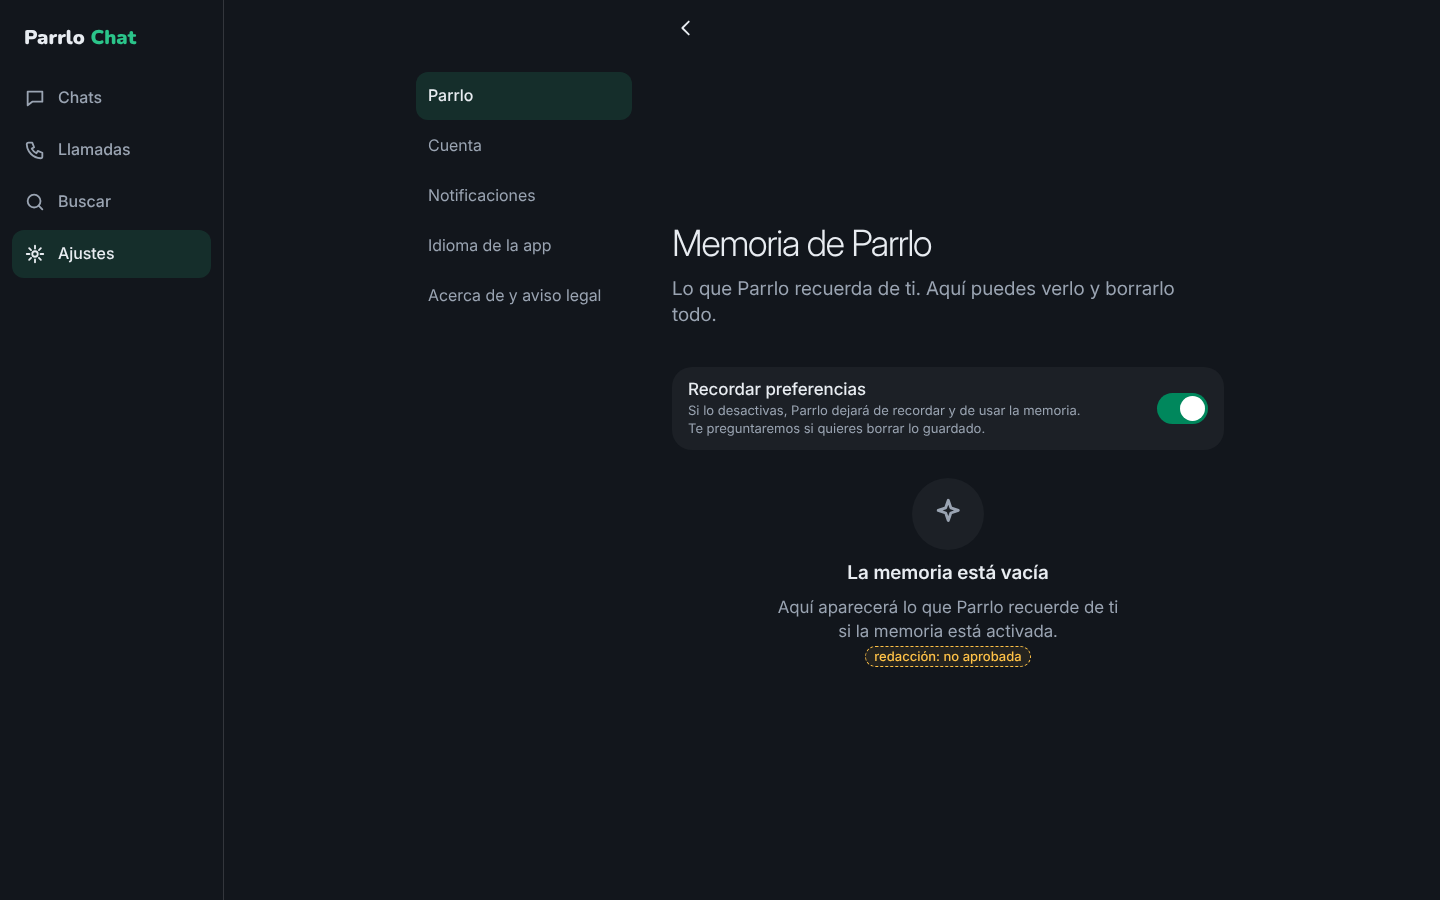 Parrlo Chat
Chats
Llamadas
Buscar
Ajustes
Parrlo
Cuenta
Notificaciones
Idioma de la app
Acerca de y aviso legal
Memoria de Parrlo
Lo que Parrlo recuerda de ti. Aquí puedes verlo y borrarlo
todo.
Recordar preferencias
Si lo desactivas, Parrlo dejará de recordar y de usar la memoria.
Te preguntaremos si quieres borrar lo guardado.
La memoria está vacía
Aquí aparecerá lo que Parrlo recuerde de ti
si la memoria está activada.
redacción: no aprobada